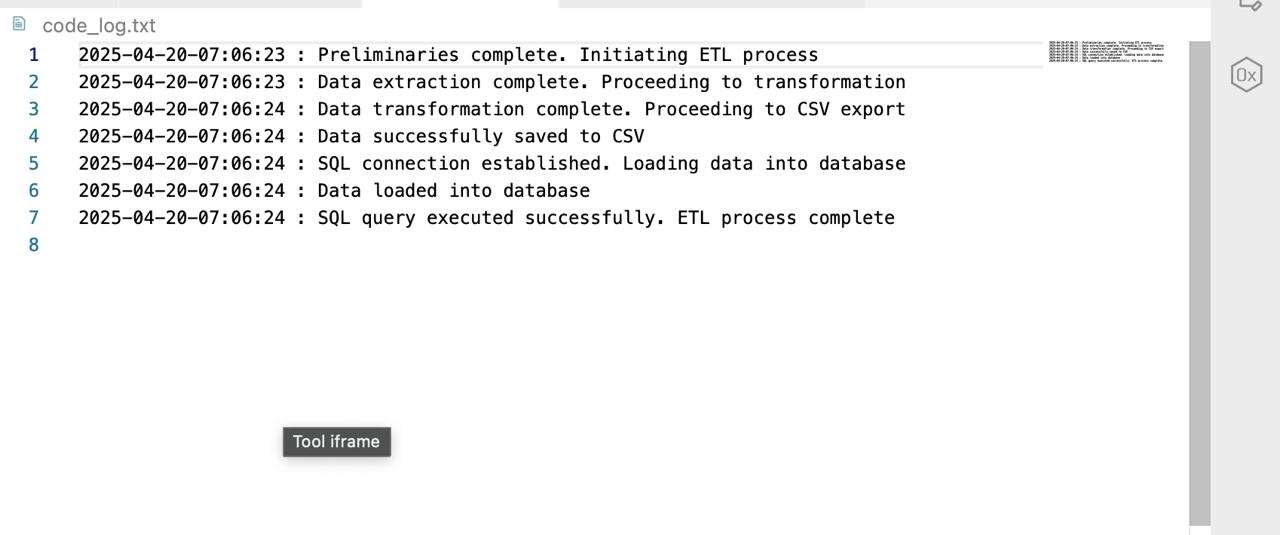 code_log.txt
1 2025-04-20-07:06:23 : Preliminaries complete. Initiating ETL process
2 2025-04-20-07:06:23 : Data extraction complete. Proceeding to transformation
3 2025-04-20-07:06:24 : Data transformation complete. Proceeding to CSV export
4 2025-04-20-07:06:24 : Data successfully saved to CSV
5 2025-04-20-07:06:24 : SQL connection established. Loading data into database
6 2025-04-20-07:06:24 : Data loaded into database
7 2025-04-20-07:06:24 : SQL query executed successfully. ETL process complete
8
Tool iframe
0x